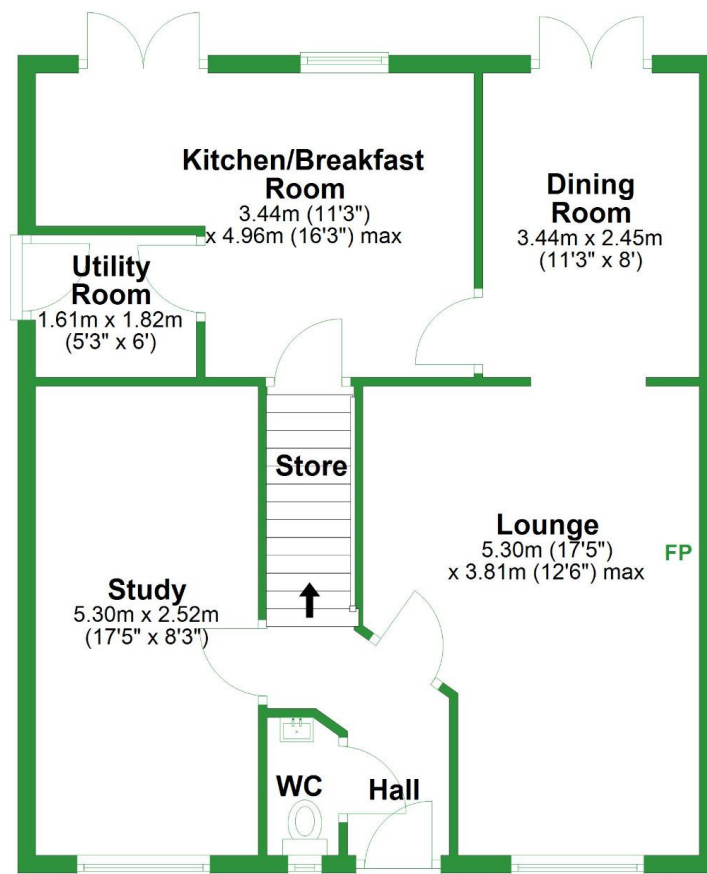 Kitchen/Breakfast
Room
3.44m (11'3")
x 4.96m (16'3") max
Dining
Room
3.44m x 2.45m
(11'3" x 8')
Utility
Room
1.61m x 1.82m
(5'3" x 6')
Store
Lounge
5.30m (17'5")
x 3.81m (12'6") max
FP
Study
5.30m x 2.52m
(17'5" x 8'3")
WC
Hall